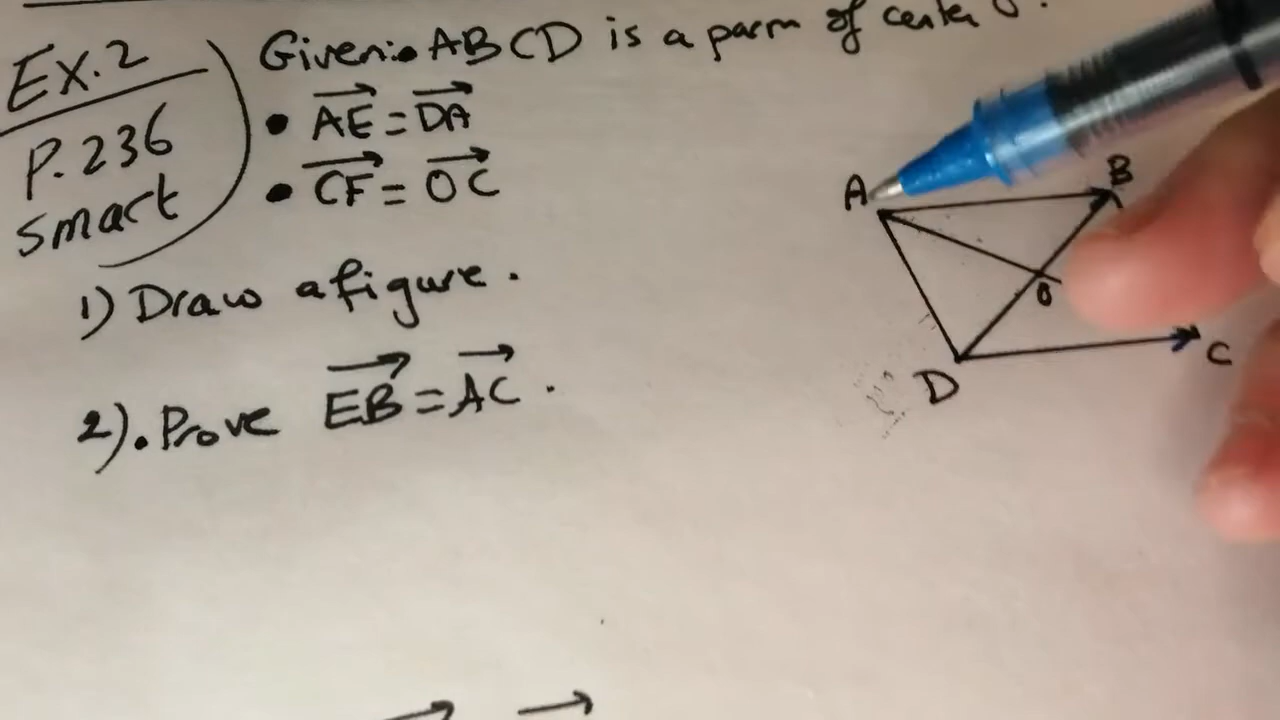 Ex.2
P.236
smart
Given: ABCD is a parm of center O.
• AE = DA
• CF = OC
1) Draw a figure.
2). Prove EB = AC.
A
B
O
D
C